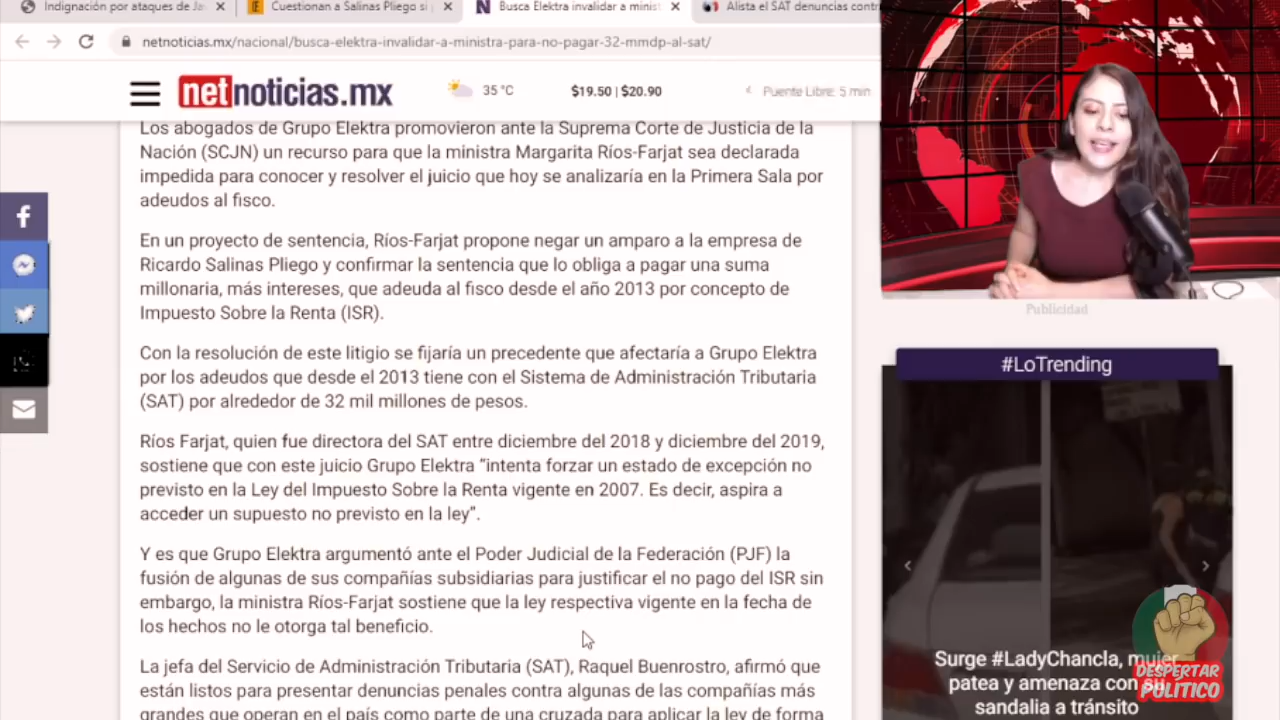 Indignación por ataques de Ja
Cuestionan a Salinas Pliego si
Busca Elektra invalidar a minist
Alista el SAT denuncias contr
netnoticias.mx/nacional/busca-elektra-invalidar-a-ministra-para-no-pagar-32-mmdp-al-sat/
netnoticias.mx
35 °C
$19.50 | $20.90
Puente Libre: 5 min
Los abogados de Grupo Elektra promovieron ante la Suprema Corte de Justicia de la
Nación (SCJN) un recurso para que la ministra Margarita Ríos-Farjat sea declarada
impedida para conocer y resolver el juicio que hoy se analizaría en la Primera Sala por
adeudos al fisco.
En un proyecto de sentencia, Ríos-Farjat propone negar un amparo a la empresa de
Ricardo Salinas Pliego y confirmar la sentencia que lo obliga a pagar una suma
millonaria, más intereses, que adeuda al fisco desde el año 2013 por concepto de
Impuesto Sobre la Renta (ISR).
Con la resolución de este litigio se fijaría un precedente que afectaría a Grupo Elektra
por los adeudos que desde el 2013 tiene con el Sistema de Administración Tributaria
(SAT) por alrededor de 32 mil millones de pesos.
Ríos Farjat, quien fue directora del SAT entre diciembre del 2018 y diciembre del 2019,
sostiene que con este juicio Grupo Elektra “intenta forzar un estado de excepción no
previsto en la Ley del Impuesto Sobre la Renta vigente en 2007. Es decir, aspira a
acceder un supuesto no previsto en la ley”.
Y es que Grupo Elektra argumentó ante el Poder Judicial de la Federación (PJF) la
fusión de algunas de sus compañías subsidiarias para justificar el no pago del ISR sin
embargo, la ministra Ríos-Farjat sostiene que la ley respectiva vigente en la fecha de
los hechos no le otorga tal beneficio.
La jefa del Servicio de Administración Tributaria (SAT), Raquel Buenrostro, afirmó que
están listos para presentar denuncias penales contra algunas de las compañías más
grandes que operan en el país como parte de una cruzada para aplicar la ley de forma
Publicidad
#LoTrending
Surge #LadyChancla, mujer
patea y amenaza con su
sandalia a tránsito
DESPERTAR
POLÍTICO